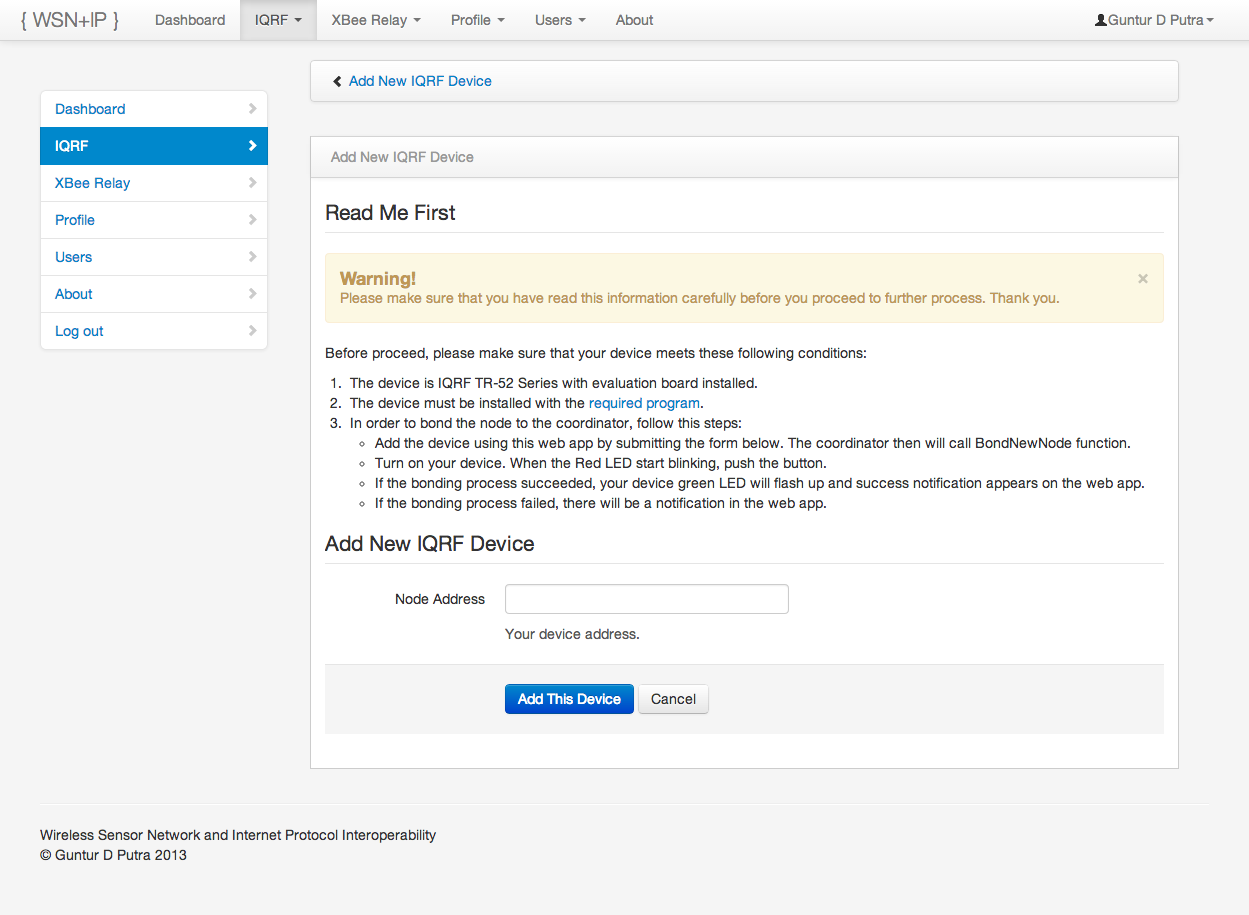 { WSN+IP } Dashboard IQRF XBee Relay Profile Users About Guntur D Putra
Dashboard
IQRF
XBee Relay
Profile
Users
About
Log out
Add New IQRF Device
Add New IQRF Device
Read Me First
Warning! ×
Please make sure that you have read this information carefully before you proceed to further process. Thank you.
Before proceed, please make sure that your device meets these following conditions:
1. The device is IQRF TR-52 Series with evaluation board installed.
2. The device must be installed with the required program.
3. In order to bond the node to the coordinator, follow this steps:
Add the device using this web app by submitting the form below. The coordinator then will call BondNewNode function.
Turn on your device. When the Red LED start blinking, push the button.
If the bonding process succeeded, your device green LED will flash up and success notification appears on the web app.
If the bonding process failed, there will be a notification in the web app.
Add New IQRF Device
Node Address
Your device address.
Add This Device Cancel
Wireless Sensor Network and Internet Protocol Interoperability
© Guntur D Putra 2013